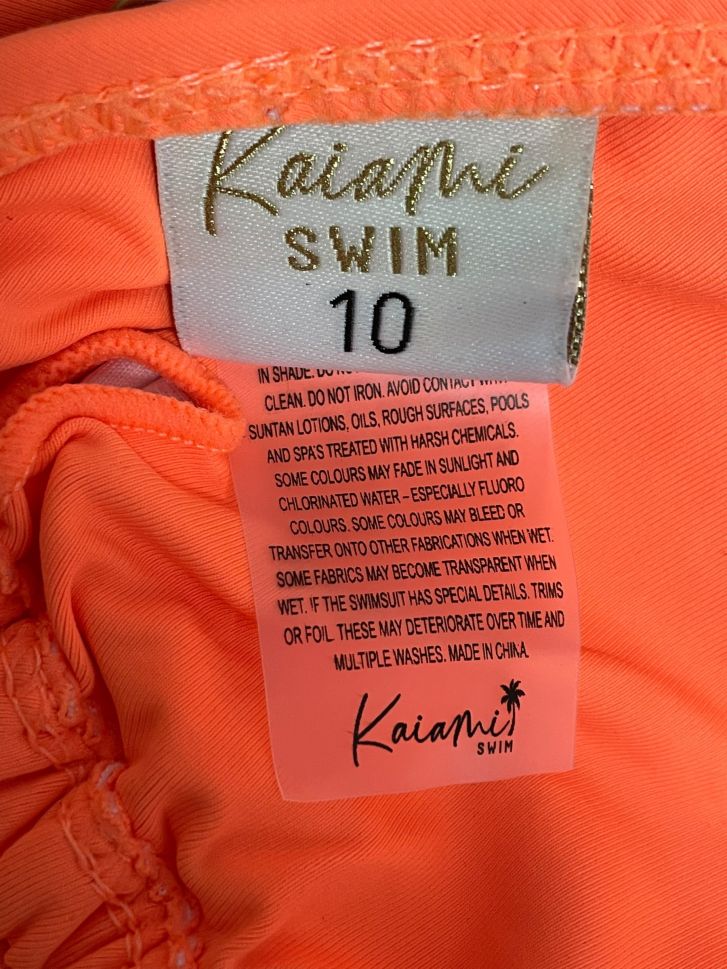 Kaiami
SWIM
10
IN SHADE.
CLEAN. DO NOT IRON. AVOID CONTACT WITH
SUNTAN LOTIONS, OILS, ROUGH SURFACES, POOLS
AND SPA'S TREATED WITH HARSH CHEMICALS.
SOME COLOURS MAY FADE IN SUNLIGHT AND
CHLORINATED WATER – ESPECIALLY FLUORO
COLOURS. SOME COLOURS MAY BLEED OR
TRANSFER ONTO OTHER FABRICATIONS WHEN WET.
SOME FABRICS MAY BECOME TRANSPARENT WHEN
WET. IF THE SWIMSUIT HAS SPECIAL DETAILS. TRIMS
OR FOIL. THESE MAY DETERIORATE OVER TIME AND
MULTIPLE WASHES. MADE IN CHINA.
Kaiami
SWIM